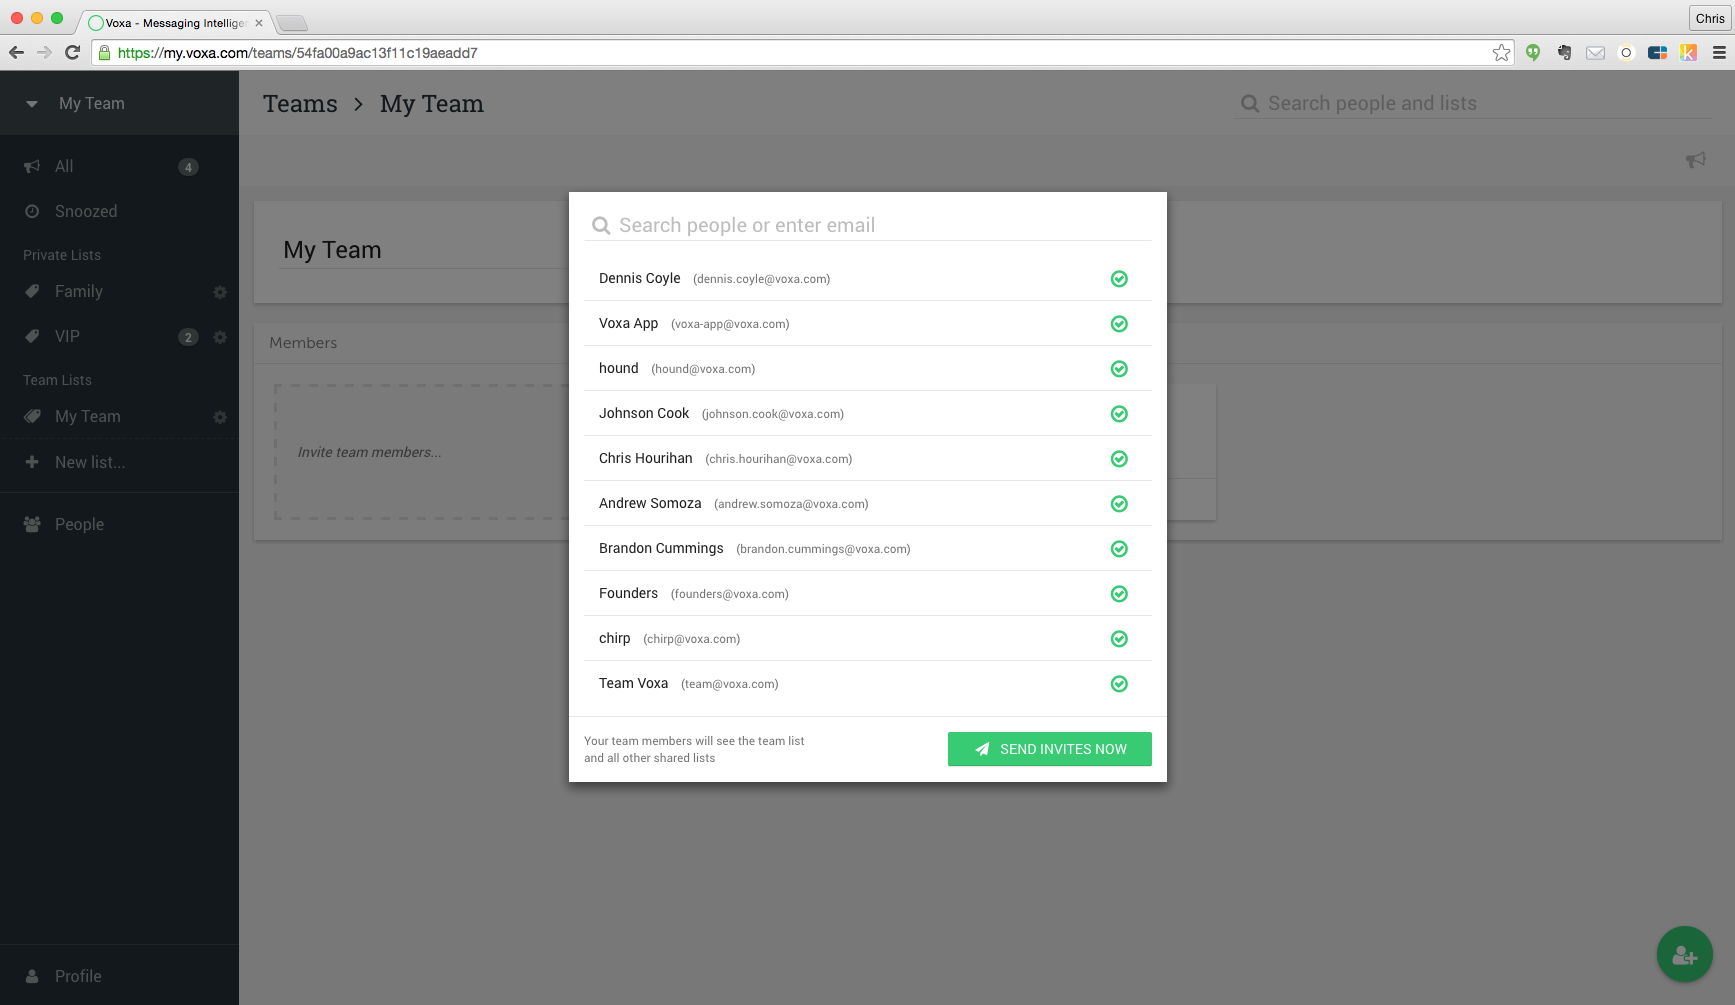 Voxa - Messaging Intellige
Chris
https://my.voxa.com/teams/54fa00a9ac13f11c19aeadd7
My Team
Teams > My Team
Search people and lists
All 4
Snoozed
Private Lists
Family
VIP 2
Team Lists
My Team
New list...
People
Profile
My Team
Members
Invite team members...
Search people or enter email
Dennis Coyle (dennis.coyle@voxa.com)
Voxa App (voxa-app@voxa.com)
hound (hound@voxa.com)
Johnson Cook (johnson.cook@voxa.com)
Chris Hourihan (chris.hourihan@voxa.com)
Andrew Somoza (andrew.somoza@voxa.com)
Brandon Cummings (brandon.cummings@voxa.com)
Founders (founders@voxa.com)
chirp (chirp@voxa.com)
Team Voxa (team@voxa.com)
Your team members will see the team list
and all other shared lists
SEND INVITES NOW